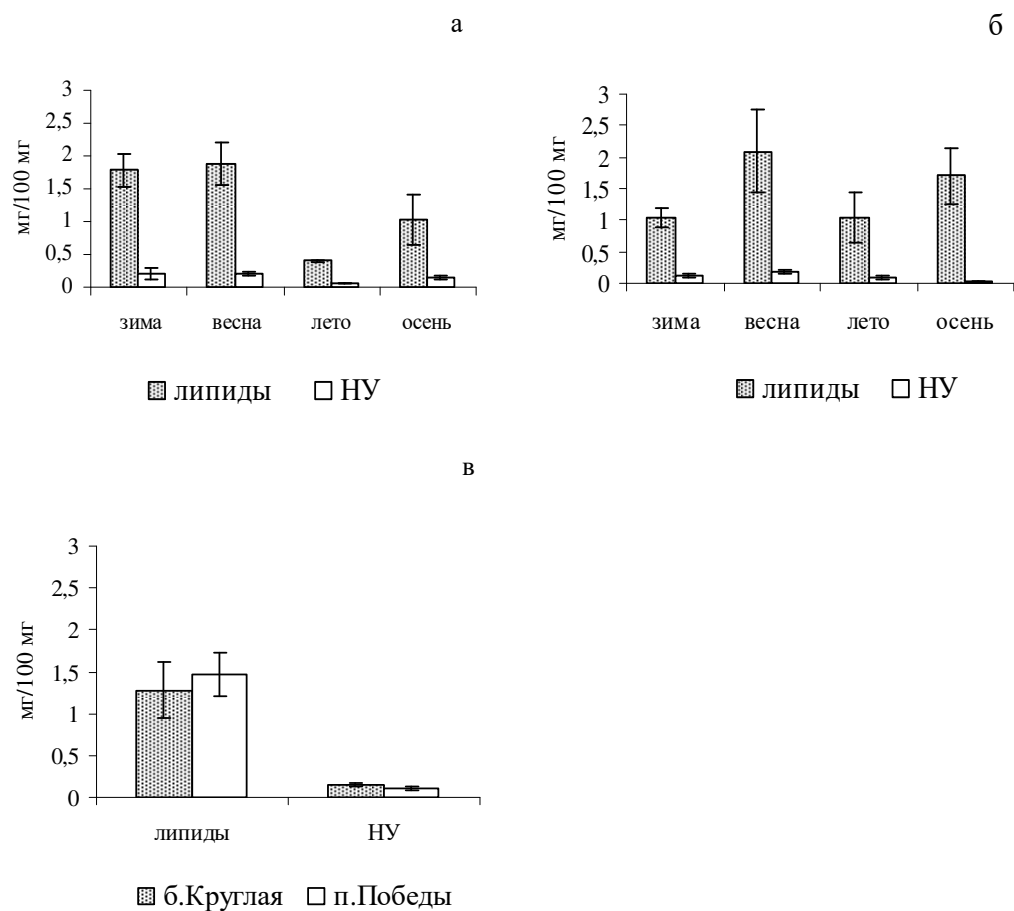 а
3
2,5
2
1,5
1
0,5
0
мг/100 мг
зима весна лето осень
липиды НУ
б
3
2,5
2
1,5
1
0,5
0
мг/100 мг
зима весна лето осень
липиды НУ
в
3
2,5
2
1,5
1
0,5
0
мг/100 мг
липиды НУ
б.Круглая п.Победы